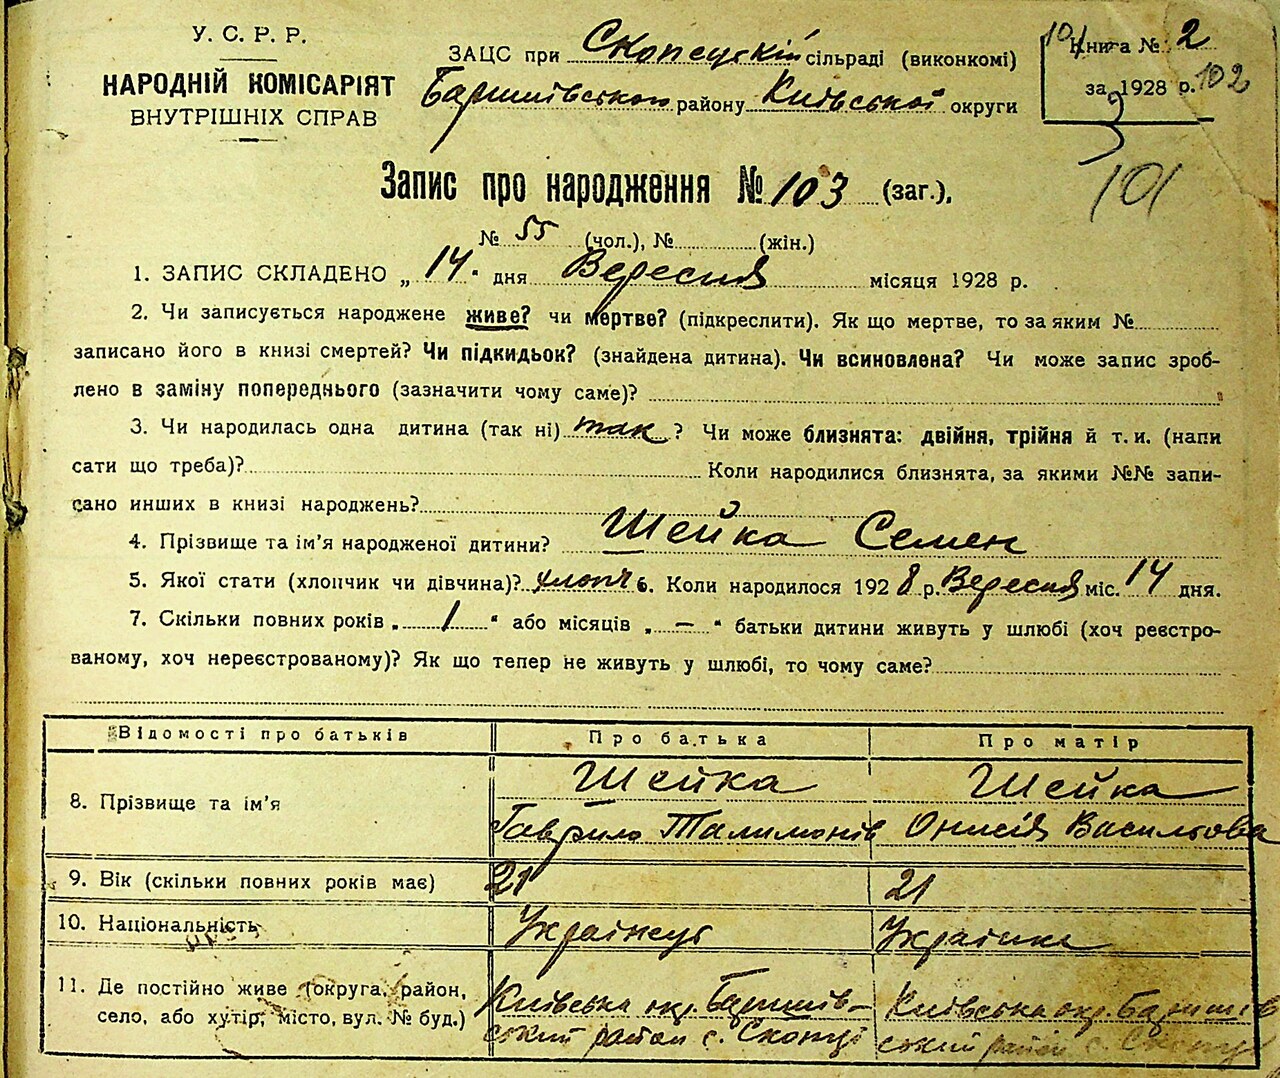 У. С. Р. Р.
НАРОДНІЙ КОМІСАРІЯТ
ВНУТРІШНІХ СПРАВ
ЗАЦС при Скопецькій сільраді (виконкомі)
Баришівського району Київської округи
Книга № 2
за 1928 р.
101
102
101
Запис про народження № 103 (заг.),
№ 55 (чол.), № (жін.)
1. ЗАПИС СКЛАДЕНО „ 14 " дня Вересня місяця 1928 р.
2. Чи записується народжене живе? чи мертве? (підкреслити). Як що мертве, то за яким №
записано його в книзі смертей? Чи підкидьок? (знайдена дитина). Чи всиновлена? Чи може запис зроб-
лено в заміну попереднього (зазначити чому саме)?
3. Чи народилась одна дитина (так ні) так ? Чи може близнята: двійня, трійня й т. и. (напи
сати що треба)? Коли народилися близнята, за якими №№ запи-
сано инших в книзі народжень?
4. Прізвище та ім'я народженої дитини? Шейка Семен
5. Якої стати (хлопчик чи дівчина)? хлопч 6. Коли народилося 1928 р. Вересня міс. 14 дня.
7. Скільки повних років „ 1 " або місяців „ — " батьки дитини живуть у шлюбі (хоч реєстро-
ваному, хоч нереєстрованому)? Як що тепер не живуть у шлюбі, то чому саме?
Відомості про батьків Про батька Про матір
8. Прізвище та ім'я Шейка Шейка
Гаврило Талимонів Онисія Васильова
9. Вік (скільки повних років має) 21 21
10. Національність Українець Українка
11. Де постійно живе (округа, район, Київська окр. Баришів- Київська окр. Баришів
село, або хутір, місто, вул. № буд.) ський район с. Скопці ський район с. Скопці